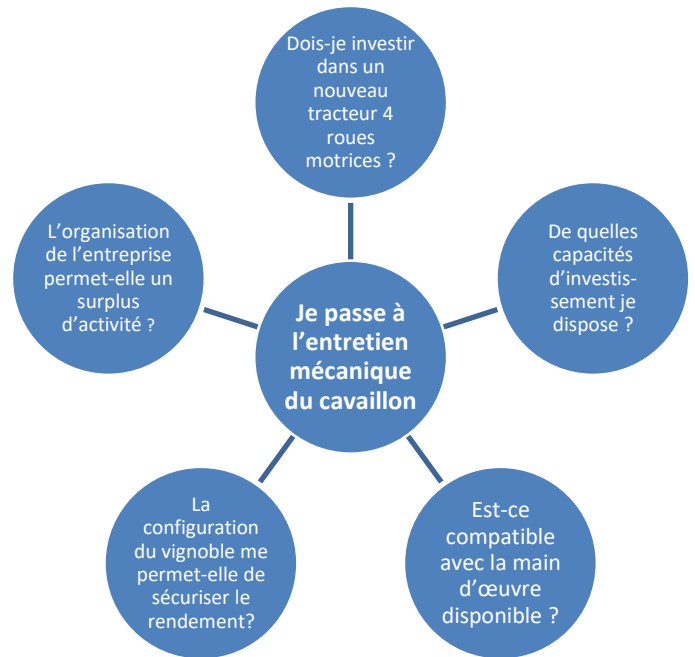 Dois-je investir
dans un
nouveau
tracteur 4
roues
motrices ?
L'organisation
de l'entreprise
permet-elle un
surplus
d'activité ?
De quelles
capacités
d'investis-
sement je
dispose ?
Je passe à
l'entretien
mécanique
du cavaillon
La
configuration
du vignoble me
permet-elle de
sécuriser le
rendement?
Est-ce
compatible
avec la main
d'œuvre
disponible ?